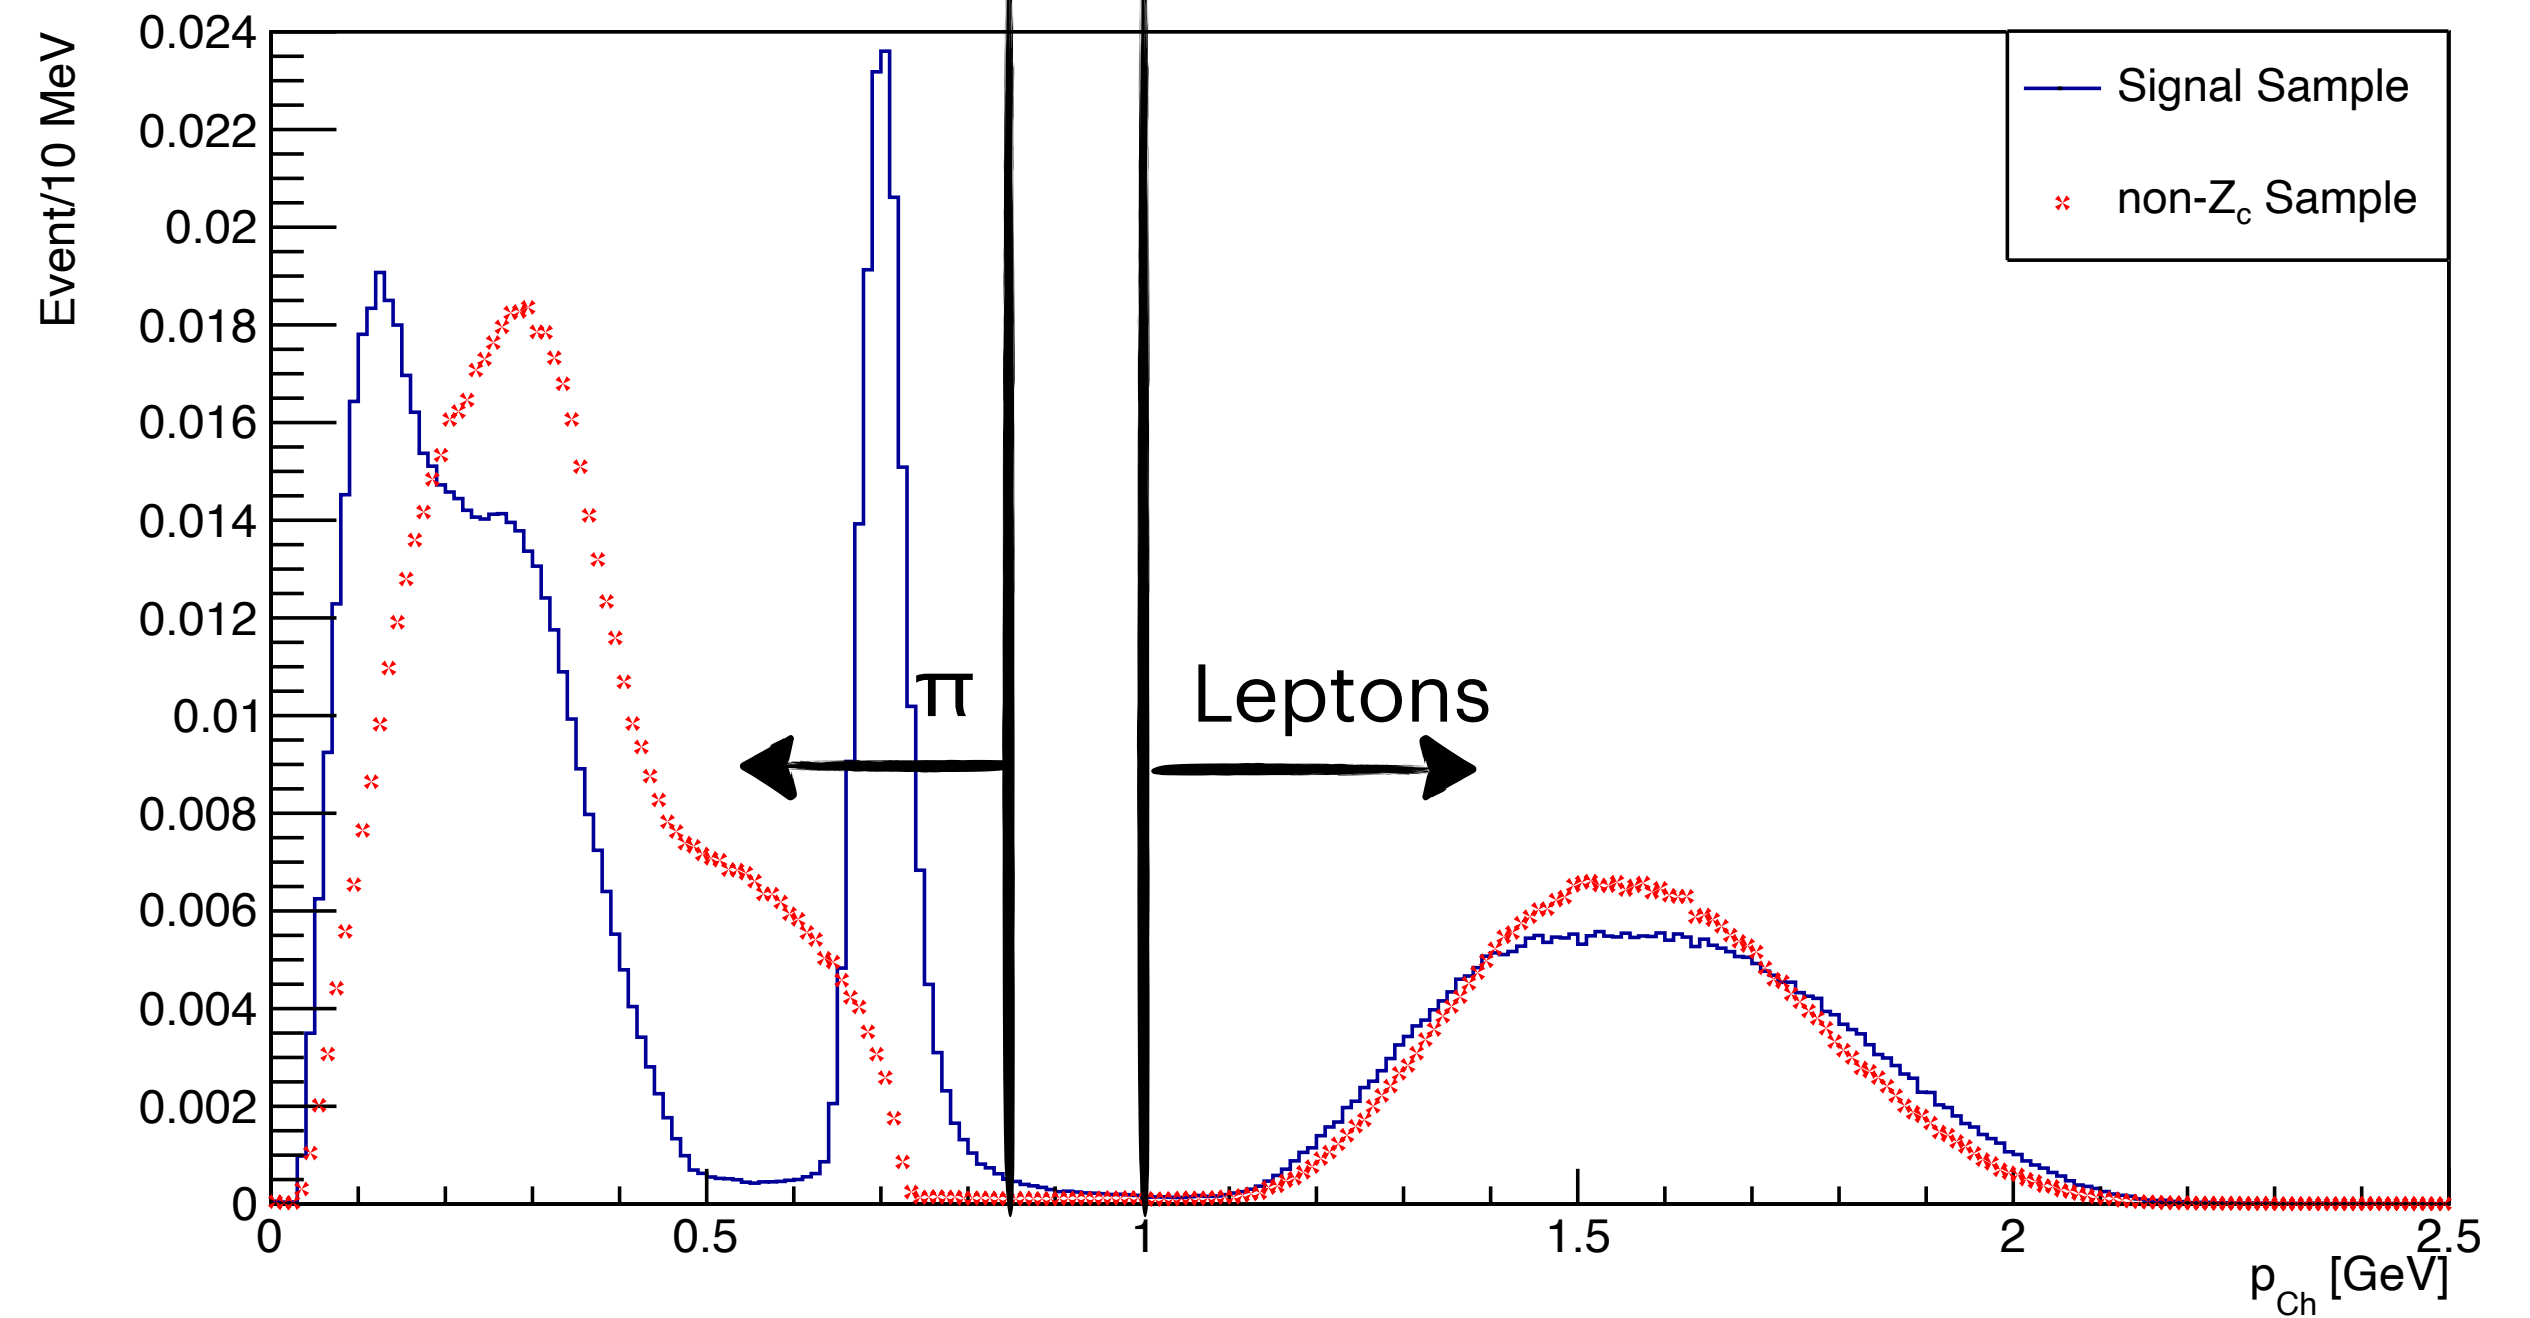 Event/10 MeV
0.024
0.022
0.02
0.018
0.016
0.014
0.012
0.01
0.008
0.006
0.004
0.002
0
Signal Sample
non-Zc Sample
π
Leptons
0 0.5 1 1.5 2 2.5
pCh [GeV]